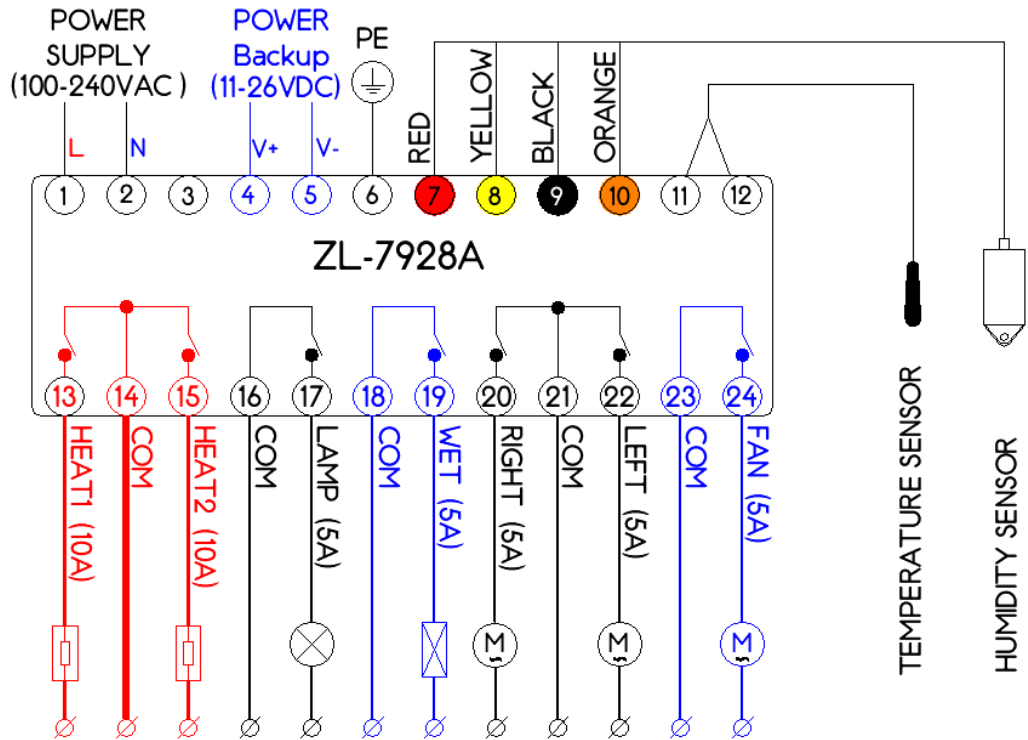 POWER
SUPPLY
(100-240VAC )
POWER
Backup
(11-26VDC)
PE
RED
YELLOW
BLACK
ORANGE
L
N
V+
V-
1
2
3
4
5
6
7
8
9
10
11
12
ZL-7928A
13
14
15
16
17
18
19
20
21
22
23
24
HEAT1 (10A)
COM
HEAT2 (10A)
COM
LAMP (5A)
COM
WET (5A)
RIGHT (5A)
COM
LEFT (5A)
COM
FAN (5A)
M
M
M
TEMPERATURE SENSOR
HUMIDITY SENSOR